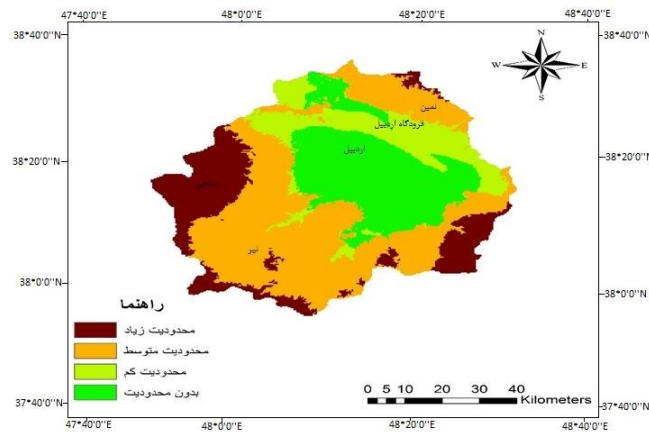 47°40'0"E 48°0'0"E 48°20'0"E 48°40'0"E
38°40'0"N 38°40'0"N
N
W E
S
نمین
فرودگاه اردبیل
اردبیل
38°20'0"N 38°20'0"N
نیر
38°0'0"N 38°0'0"N
راهنما
محدودیت زیاد
محدودیت متوسط
محدودیت کم
بدون محدودیت
0 5 10 20 30 40
Kilometers
37°40'0"N 37°40'0"N
47°40'0"E 48°0'0"E 48°20'0"E 48°40'0"E